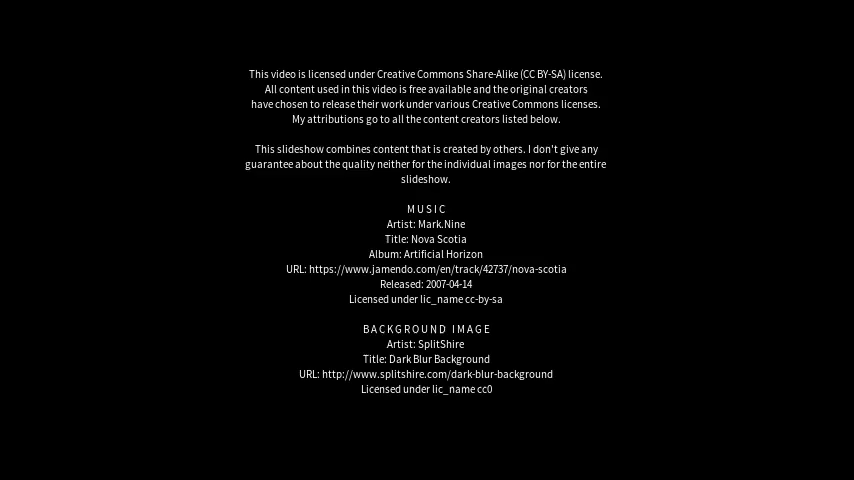 This video is licensed under Creative Commons Share-Alike (CC BY-SA) license.
All content used in this video is free available and the original creators
have chosen to release their work under various Creative Commons licenses.
My attributions go to all the content creators listed below.
This slideshow combines content that is created by others. I don't give any
guarantee about the quality neither for the individual images nor for the entire
slideshow.
MUSIC
Artist: Mark.Nine
Title: Nova Scotia
Album: Artificial Horizon
URL: https://www.jamendo.com/en/track/42737/nova-scotia
Released: 2007-04-14
Licensed under lic_name cc-by-sa
BACKGROUND IMAGE
Artist: SplitShire
Title: Dark Blur Background
URL: http://www.splitshire.com/dark-blur-background
Licensed under lic_name cc0